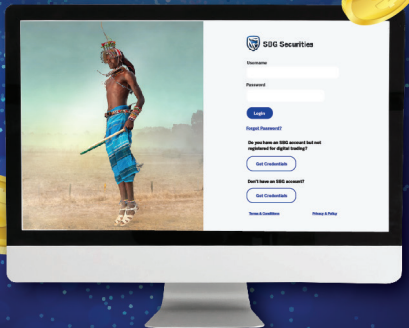 SBG Securities
Username
Password
Login
Forgot Password?
Do you have an SBG account but not
registered for digital trading?
Get Credentials
Don't have an SBG account?
Get Credentials
Terms & Conditions Privacy & Policy